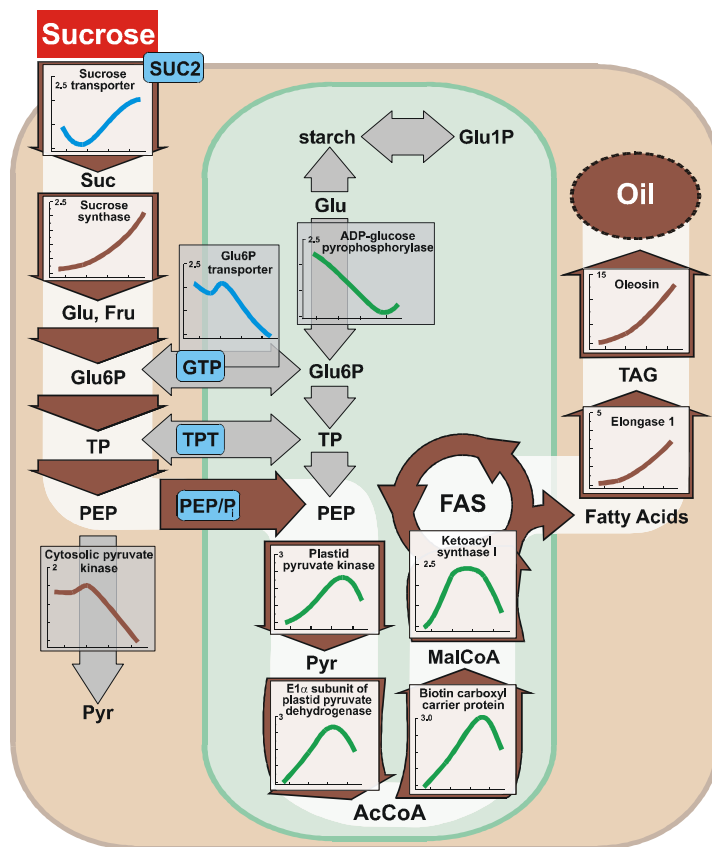 Sucrose
SUC2
Sucrose
transporter
2.5
Suc
Sucrose
synthase
2.5
Glu, Fru
Glu6P
TP
PEP
Cytosolic pyruvate
kinase
2
Pyr
Glu6P
transporter
2.5
GTP
TPT
PEP/Pi
starch
Glu1P
Glu
ADP-glucose
pyrophosphorylase
2.5
Glu6P
TP
PEP
Plastid
pyruvate kinase
3
Pyr
E1α subunit of
plastid pyruvate
dehydrogenase
3
AcCoA
Biotin carboxyl
carrier protein
3.0
MalCoA
Ketoacyl
synthase I
2.5
FAS
Fatty Acids
Elongase 1
5
TAG
Oleosin
15
Oil